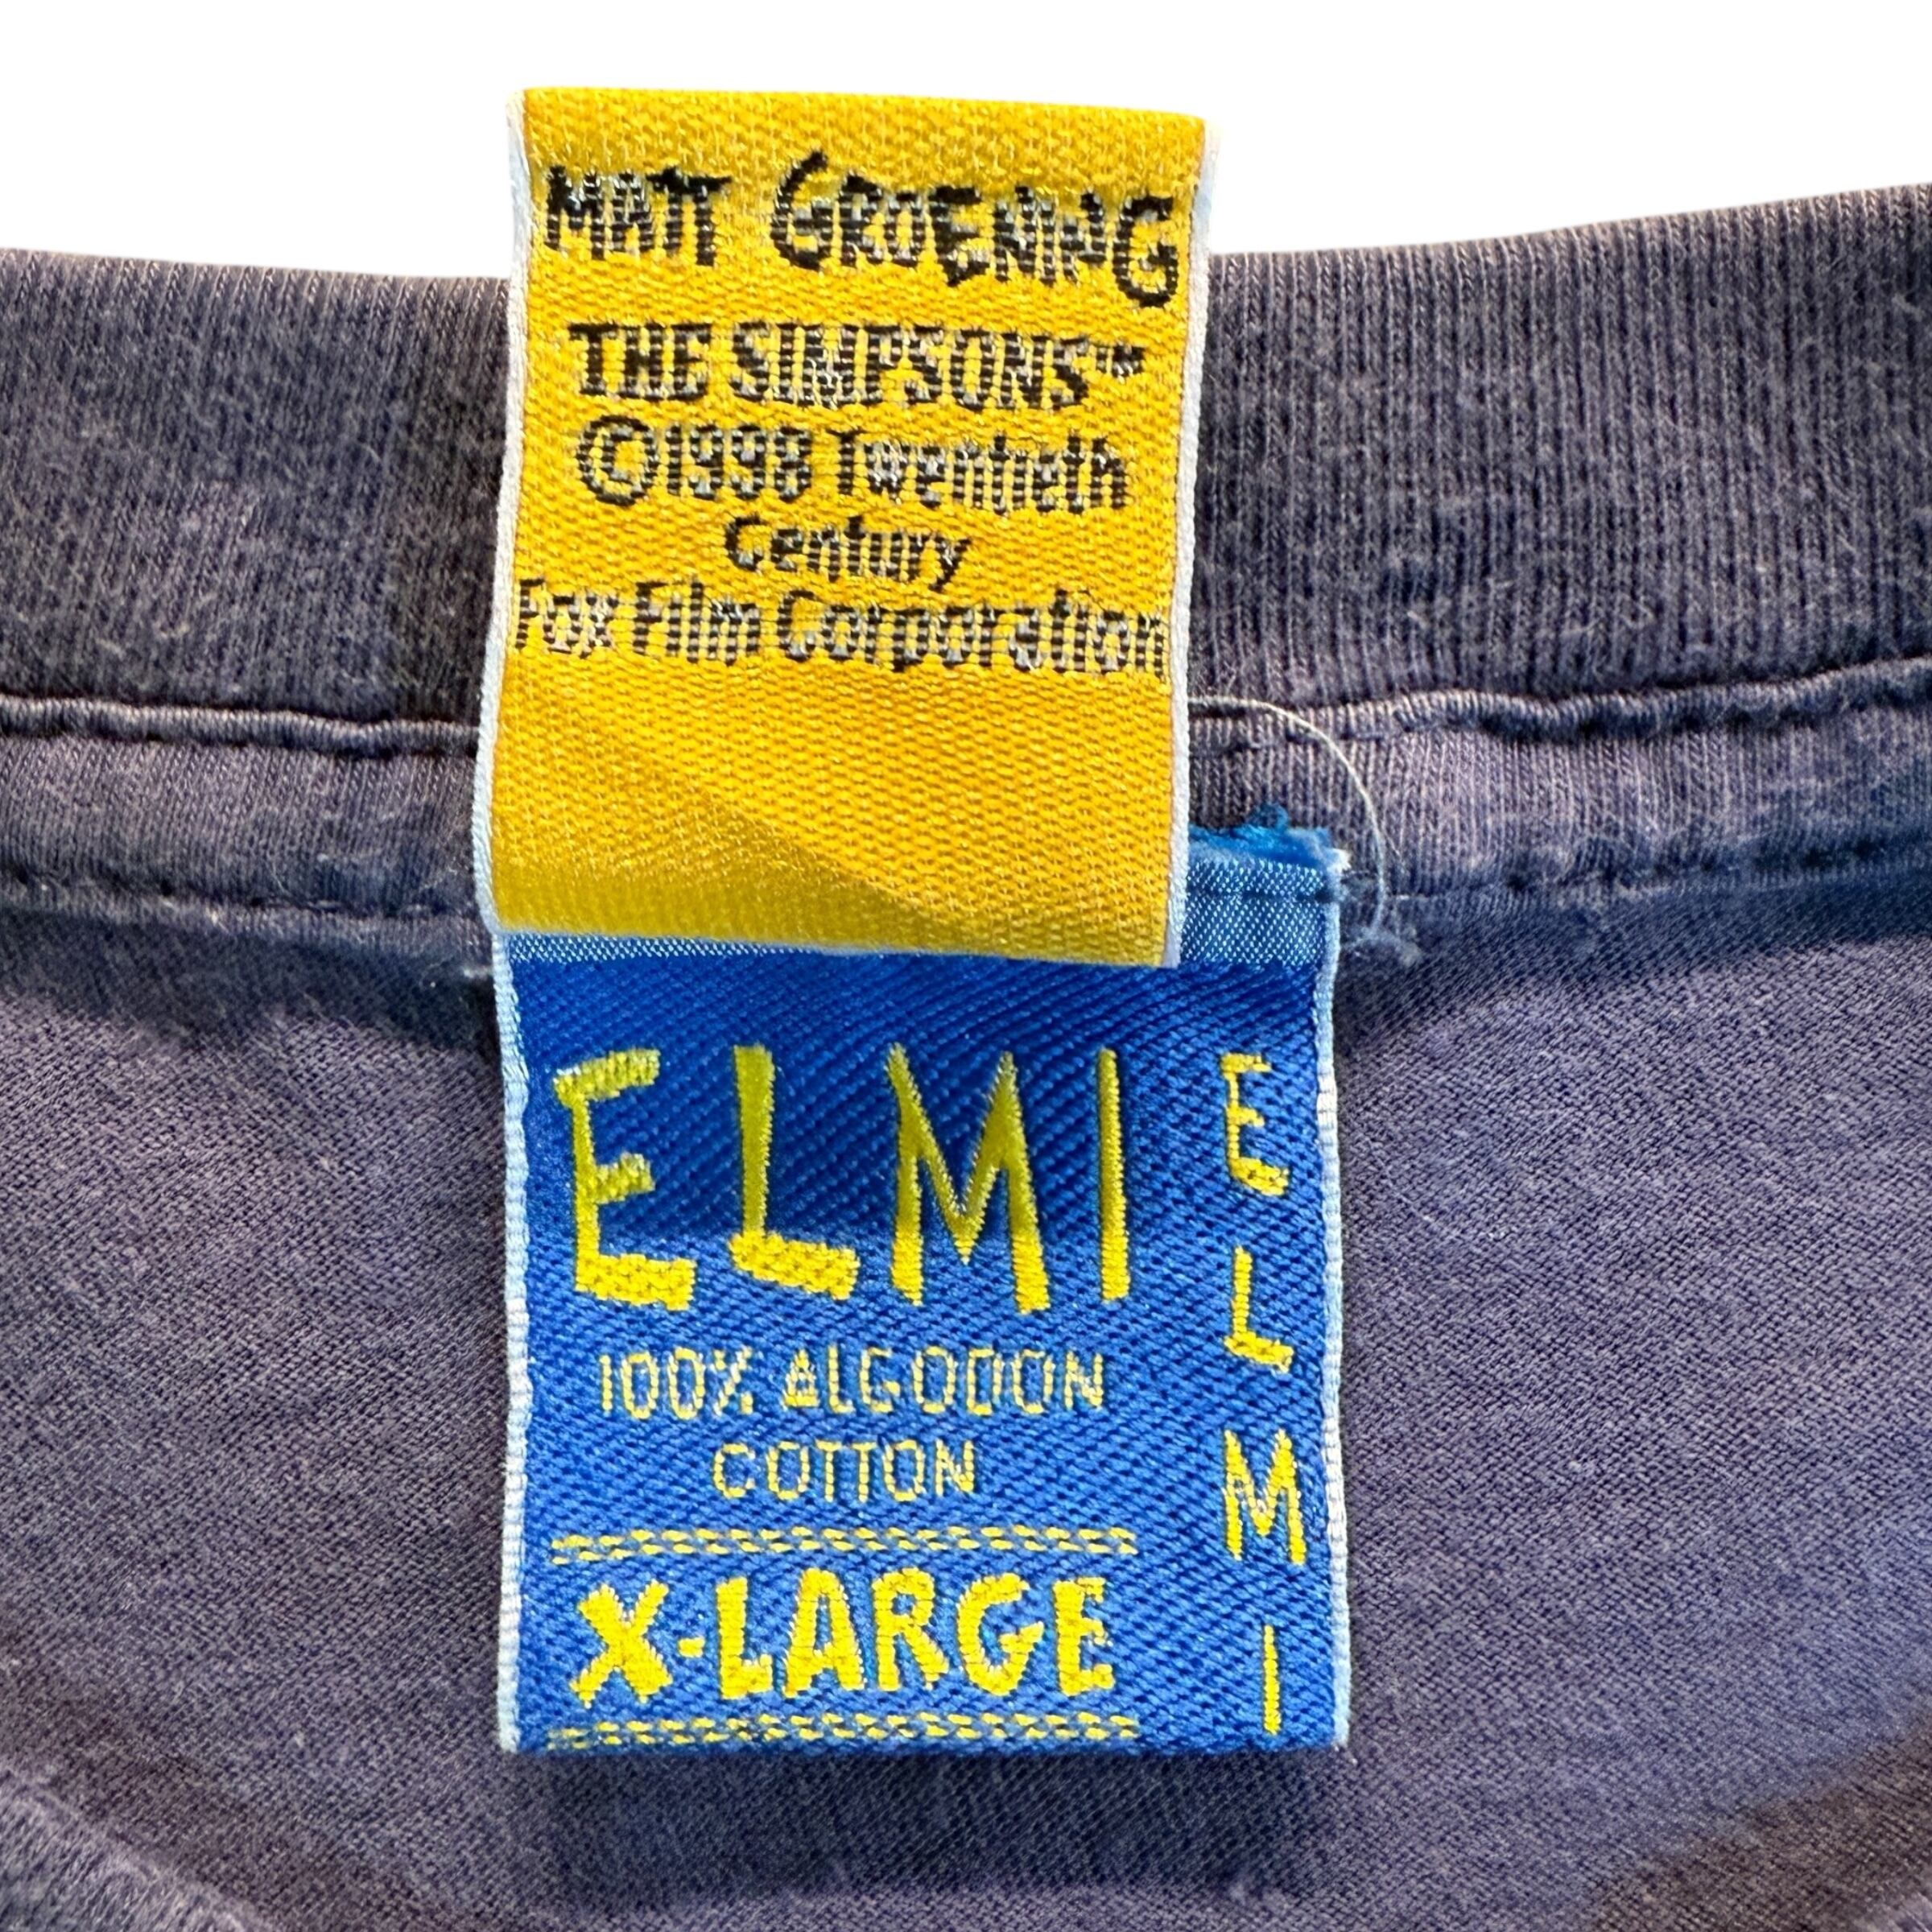 MATT GROENING
THE SIMPSONS™
©1998 Twentieth
Century
Fox Film Corporation
ELMI
100% ALGODON
COTTON
X-LARGE
ELMI